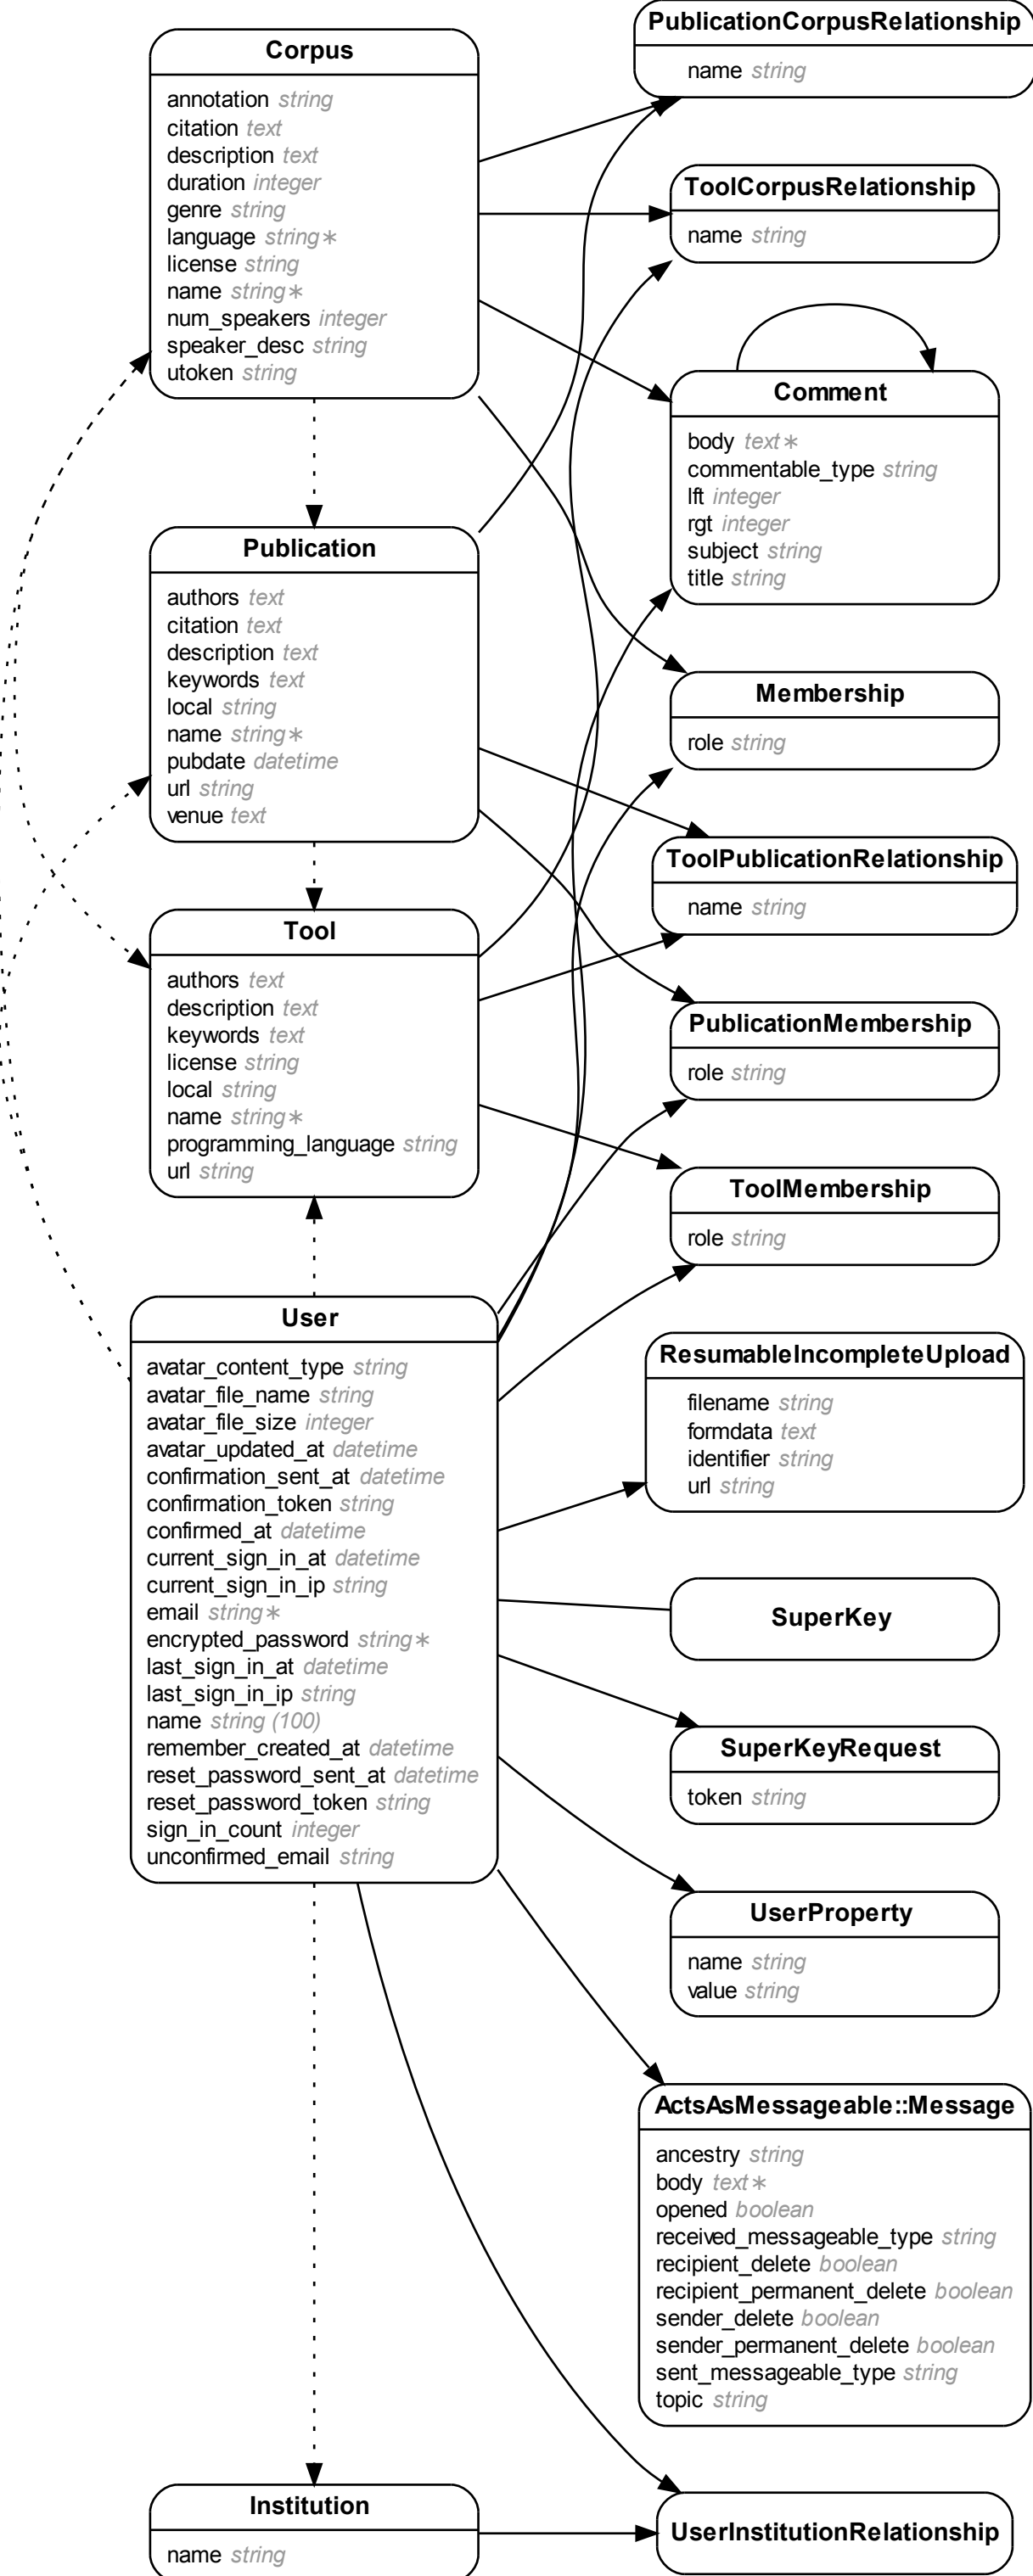 Corpus
annotation string
citation text
description text
duration integer
genre string
language string∗
license string
name string∗
num_speakers integer
speaker_desc string
utoken string
Publication
authors text
citation text
description text
keywords text
local string
name string∗
pubdate datetime
url string
venue text
Tool
authors text
description text
keywords text
license string
local string
name string∗
programming_language string
url string
User
avatar_content_type string
avatar_file_name string
avatar_file_size integer
avatar_updated_at datetime
confirmation_sent_at datetime
confirmation_token string
confirmed_at datetime
current_sign_in_at datetime
current_sign_in_ip string
email string∗
encrypted_password string∗
last_sign_in_at datetime
last_sign_in_ip string
name string (100)
remember_created_at datetime
reset_password_sent_at datetime
reset_password_token string
sign_in_count integer
unconfirmed_email string
Institution
name string
PublicationCorpusRelationship
name string
ToolCorpusRelationship
name string
Comment
body text∗
commentable_type string
lft integer
rgt integer
subject string
title string
Membership
role string
ToolPublicationRelationship
name string
PublicationMembership
role string
ToolMembership
role string
ResumableIncompleteUpload
filename string
formdata text
identifier string
url string
SuperKey
SuperKeyRequest
token string
UserProperty
name string
value string
ActsAsMessageable::Message
ancestry string
body text∗
opened boolean
received_messageable_type string
recipient_delete boolean
recipient_permanent_delete boolean
sender_delete boolean
sender_permanent_delete boolean
sent_messageable_type string
topic string
UserInstitutionRelationship